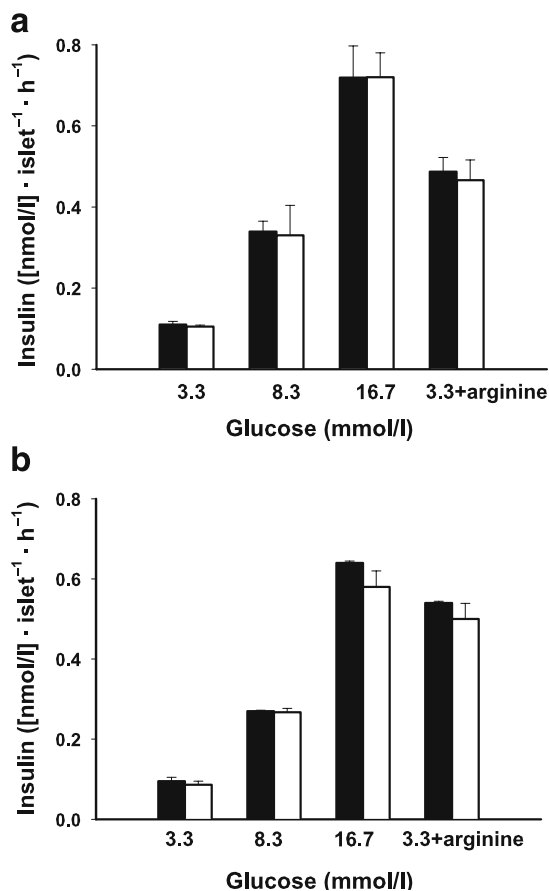 a
Insulin ([nmol/l] · islet⁻¹ · h⁻¹)
0.8
0.6
0.4
0.2
0.0
3.3 8.3 16.7 3.3+arginine
Glucose (mmol/l)
b
Insulin ([nmol/l] · islet⁻¹ · h⁻¹)
0.8
0.6
0.4
0.2
0.0
3.3 8.3 16.7 3.3+arginine
Glucose (mmol/l)